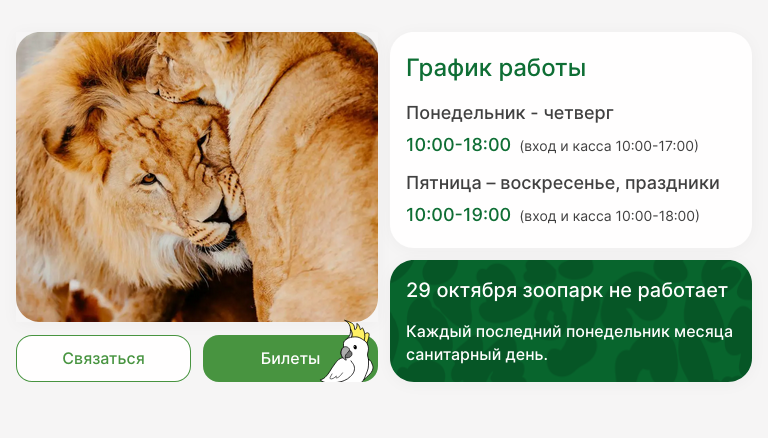 График работы
Понедельник - четверг
10:00-18:00 (вход и касса 10:00-17:00)
Пятница – воскресенье, праздники
10:00-19:00 (вход и касса 10:00-18:00)
29 октября зоопарк не работает
Каждый последний понедельник месяца
санитарный день.
Связаться
Билеты